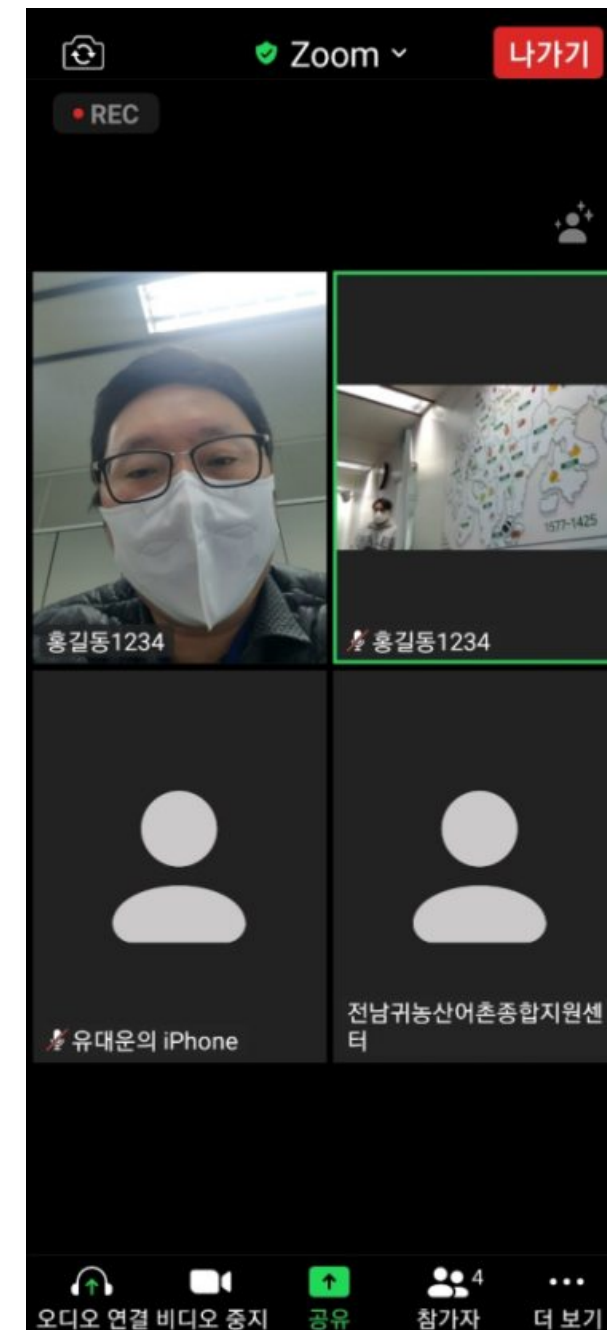 Zoom
나가기
REC
1577-1425
홍길동1234
홍길동1234
유대운의 iPhone
전남귀농산어촌종합지원센
터
4
오디오 연결
비디오 중지
공유
참가자
더 보기